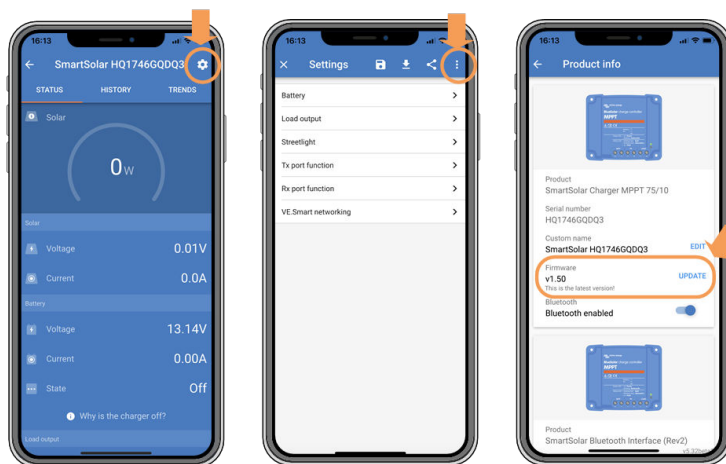 16:13
SmartSolar HQ1746GQDQ3
STATUS HISTORY TRENDS
Solar
0W
Solar
Voltage 0.01V
Current 0.0A
Battery
Voltage 13.14V
Current 0.00A
State Off
Why is the charger off?
Load output
16:13
Settings
Battery
Load output
Streetlight
Tx port function
Rx port function
VE.Smart networking
16:13
Product info
MPPT
Product
SmartSolar Charger MPPT 75/10
Serial number
HQ1746GQDQ3
Custom name
SmartSolar HQ1746GQDQ3 EDIT
Firmware
v1.50 UPDATE
This is the latest version!
Bluetooth
Bluetooth enabled
MPPT
Product
SmartSolar Bluetooth Interface (Rev2)